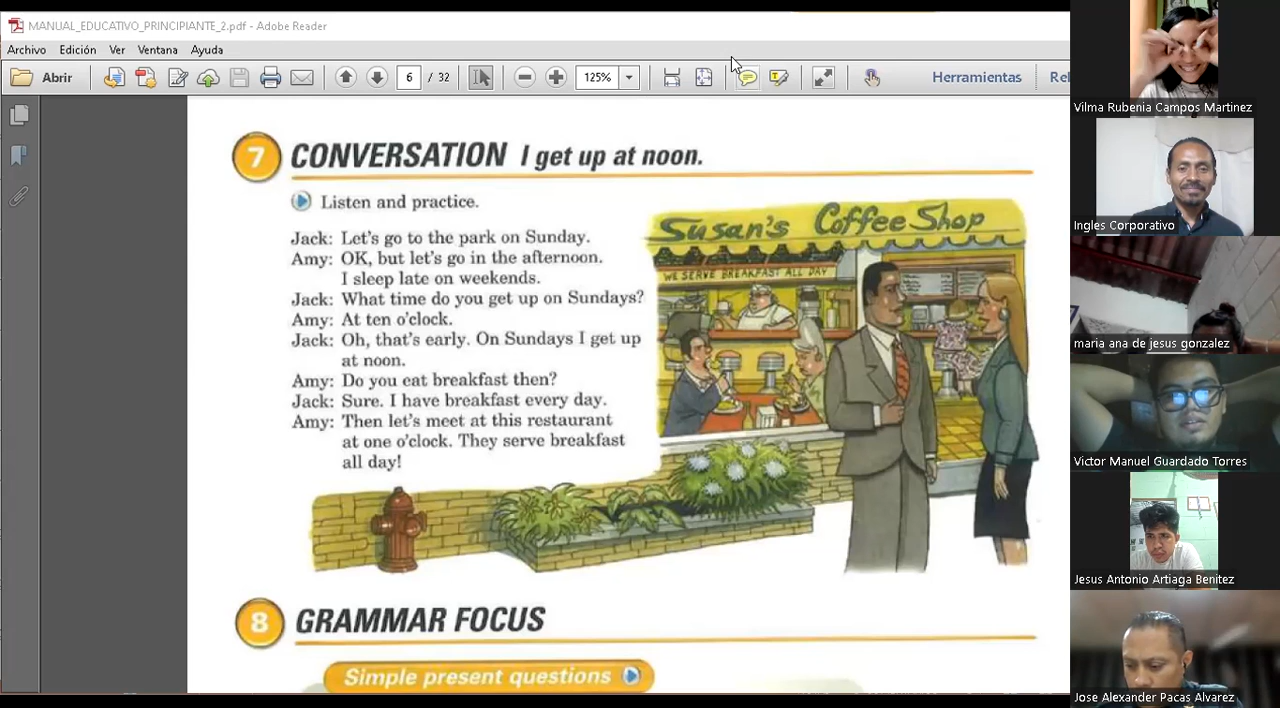 MANUAL_EDUCATIVO_PRINCIPIANTE_2.pdf - Adobe Reader
Archivo Edición Ver Ventana Ayuda
Abrir 6 / 32 125% Herramientas
7 CONVERSATION I get up at noon.
Listen and practice.
Jack: Let's go to the park on Sunday.
Amy: OK, but let's go in the afternoon.
I sleep late on weekends.
Jack: What time do you get up on Sundays?
Amy: At ten o'clock.
Jack: Oh, that's early. On Sundays I get up
at noon.
Amy: Do you eat breakfast then?
Jack: Sure. I have breakfast every day.
Amy: Then let's meet at this restaurant
at one o'clock. They serve breakfast
all day!
Susan's Coffee Shop
WE SERVE BREAKFAST ALL DAY
8 GRAMMAR FOCUS
Simple present questions
Vilma Rubenia Campos Martinez
Ingles Corporativo
maria ana de jesus gonzalez
Victor Manuel Guardado Torres
Jesus Antonio Artiaga Benitez
Jose Alexander Pacas Alvarez